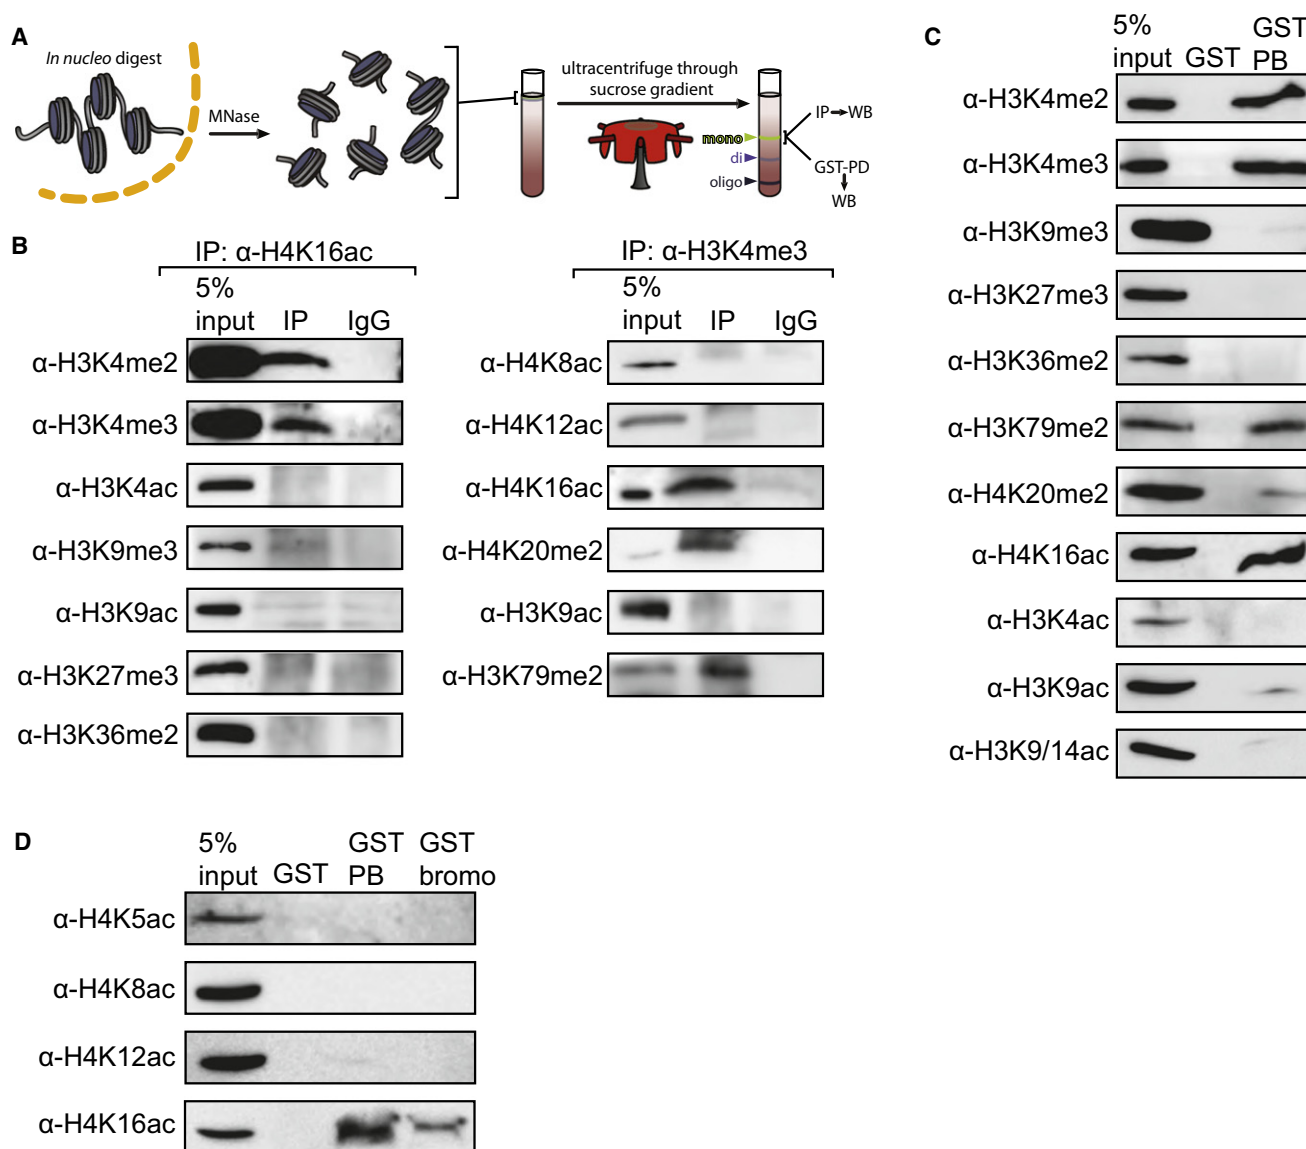 A
In nucleo digest
MNase
ultracentrifuge through
sucrose gradient
mono
di
oligo
IP
WB
GST-PD
WB
B
IP: α-H4K16ac
5%
input IP IgG
α-H3K4me2
α-H3K4me3
α-H3K4ac
α-H3K9me3
α-H3K9ac
α-H3K27me3
α-H3K36me2
IP: α-H3K4me3
5%
input IP IgG
α-H4K8ac
α-H4K12ac
α-H4K16ac
α-H4K20me2
α-H3K9ac
α-H3K79me2
C
5% GST
input GST PB
α-H3K4me2
α-H3K4me3
α-H3K9me3
α-H3K27me3
α-H3K36me2
α-H3K79me2
α-H4K20me2
α-H4K16ac
α-H3K4ac
α-H3K9ac
α-H3K9/14ac
D
5% GST GST
input GST PB bromo
α-H4K5ac
α-H4K8ac
α-H4K12ac
α-H4K16ac